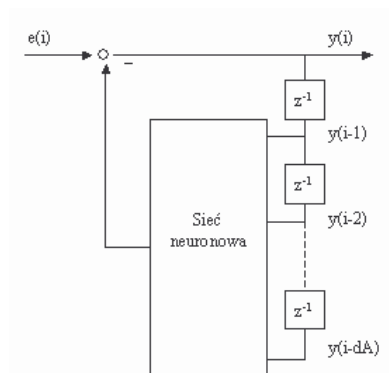 e(i) y(i)
–
z⁻¹
y(i-1)
z⁻¹
Sieć
neuronowa
y(i-2)
z⁻¹
y(i-dA)